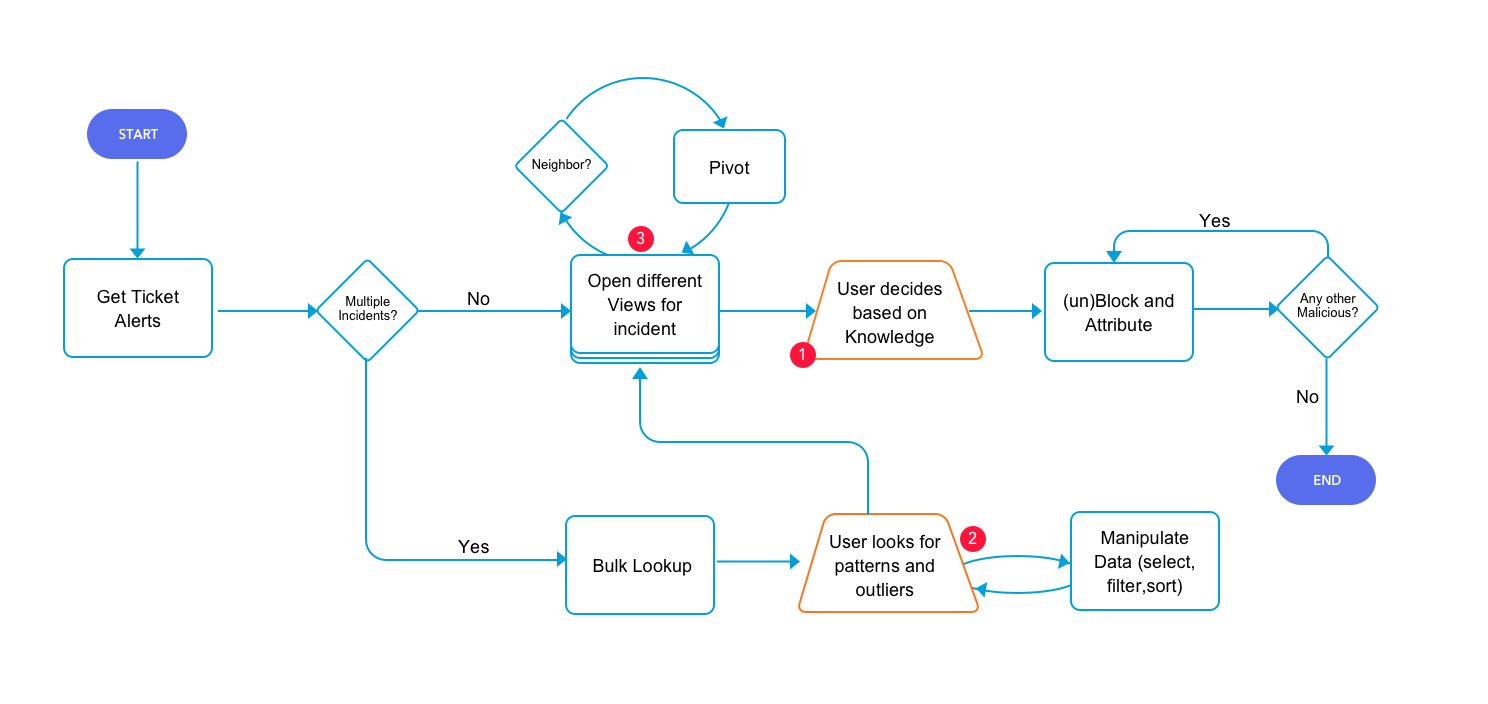 START
Get Ticket
Alerts
Multiple
Incidents?
No
Yes
Neighbor?
Pivot
3
Open different
Views for
incident
User decides
based on
Knowledge
1
(un)Block and
Attribute
Yes
Any other
Malicious?
No
END
Bulk Lookup
User looks for
patterns and
outliers
2
Manipulate
Data (select,
filter,sort)